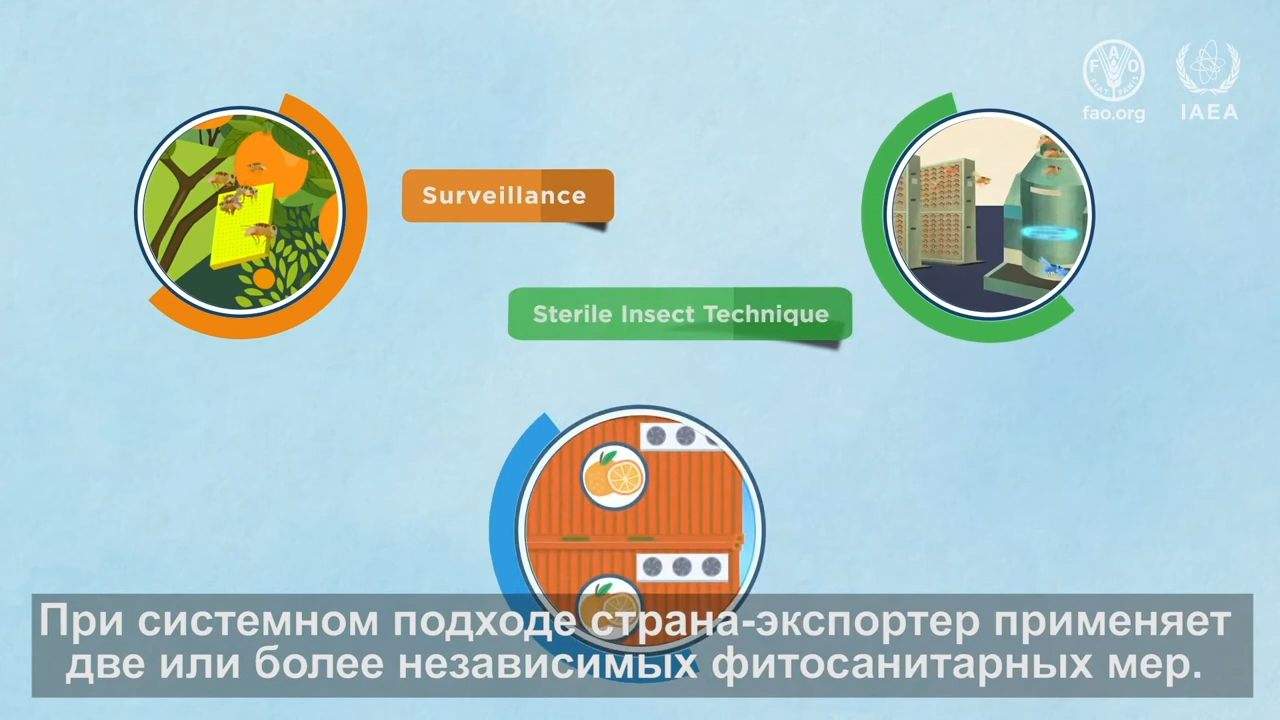 fao.org
IAEA
Surveillance
Sterile Insect Technique
При системном подходе страна-экспортер применяет
две или более независимых фитосанитарных мер.